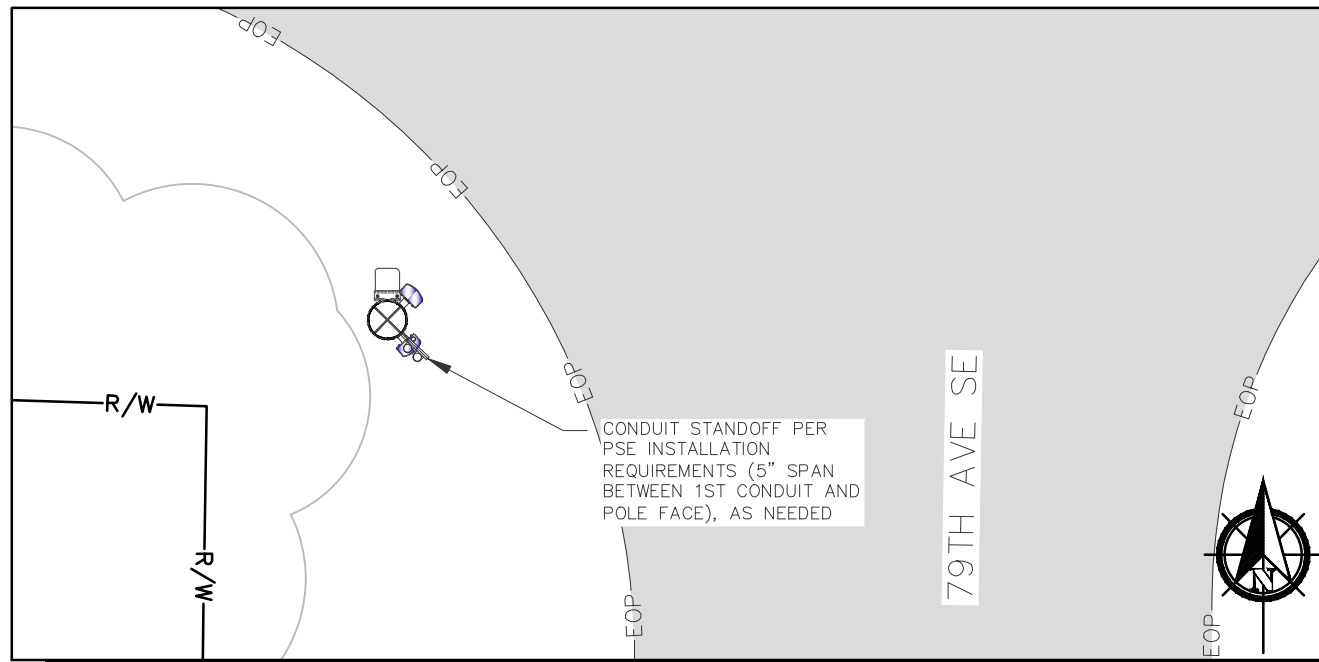 EOP
EOP
EOP
EOP
R/W
R/W
CONDUIT STANDOFF PER
PSE INSTALLATION
REQUIREMENTS (5" SPAN
BETWEEN 1ST CONDUIT AND
POLE FACE), AS NEEDED
79TH AVE SE
EOP
EOP
N